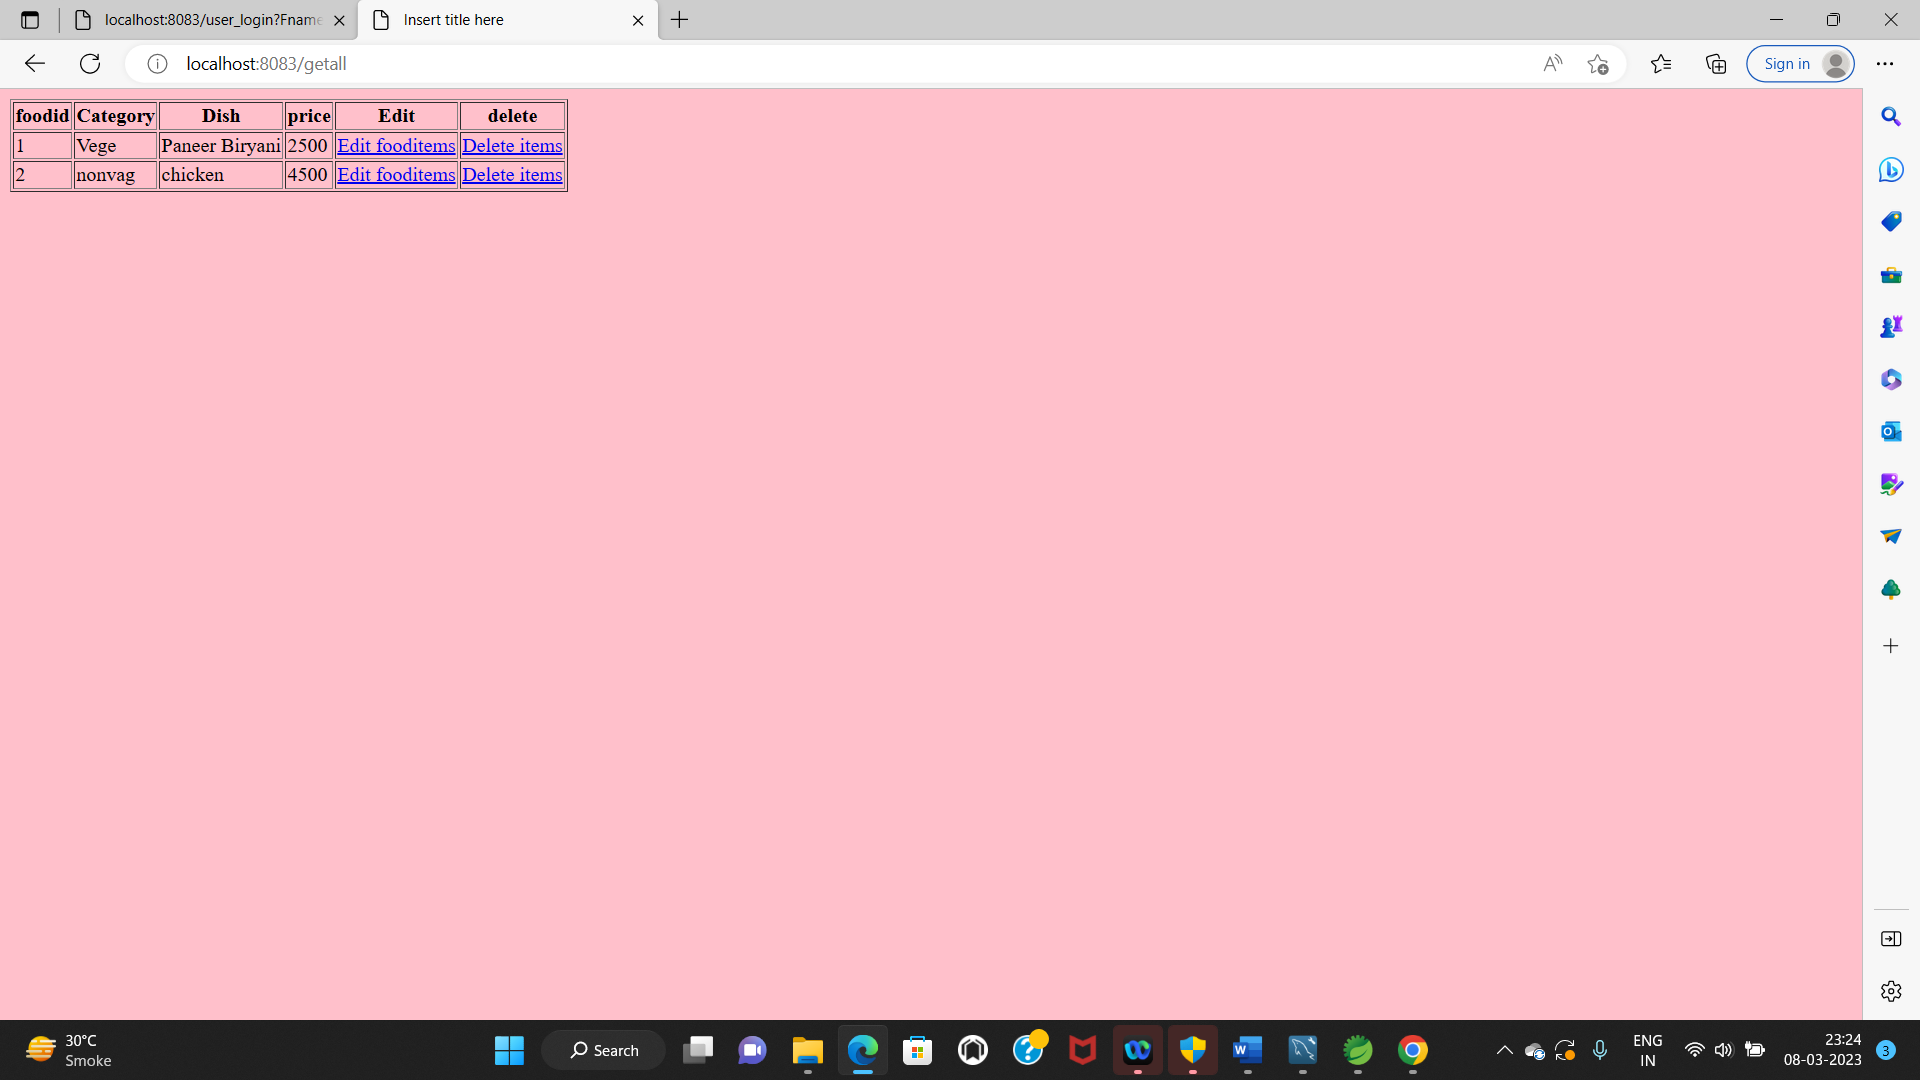 localhost:8083/user_login?Fname
Insert title here
localhost:8083/getall
Sign in
foodid Category Dish price Edit delete
1 Vege Paneer Biryani 2500 Edit fooditems Delete items
2 nonvag chicken 4500 Edit fooditems Delete items
30°C
Smoke
Search
ENG
IN
23:24
08-03-2023
3